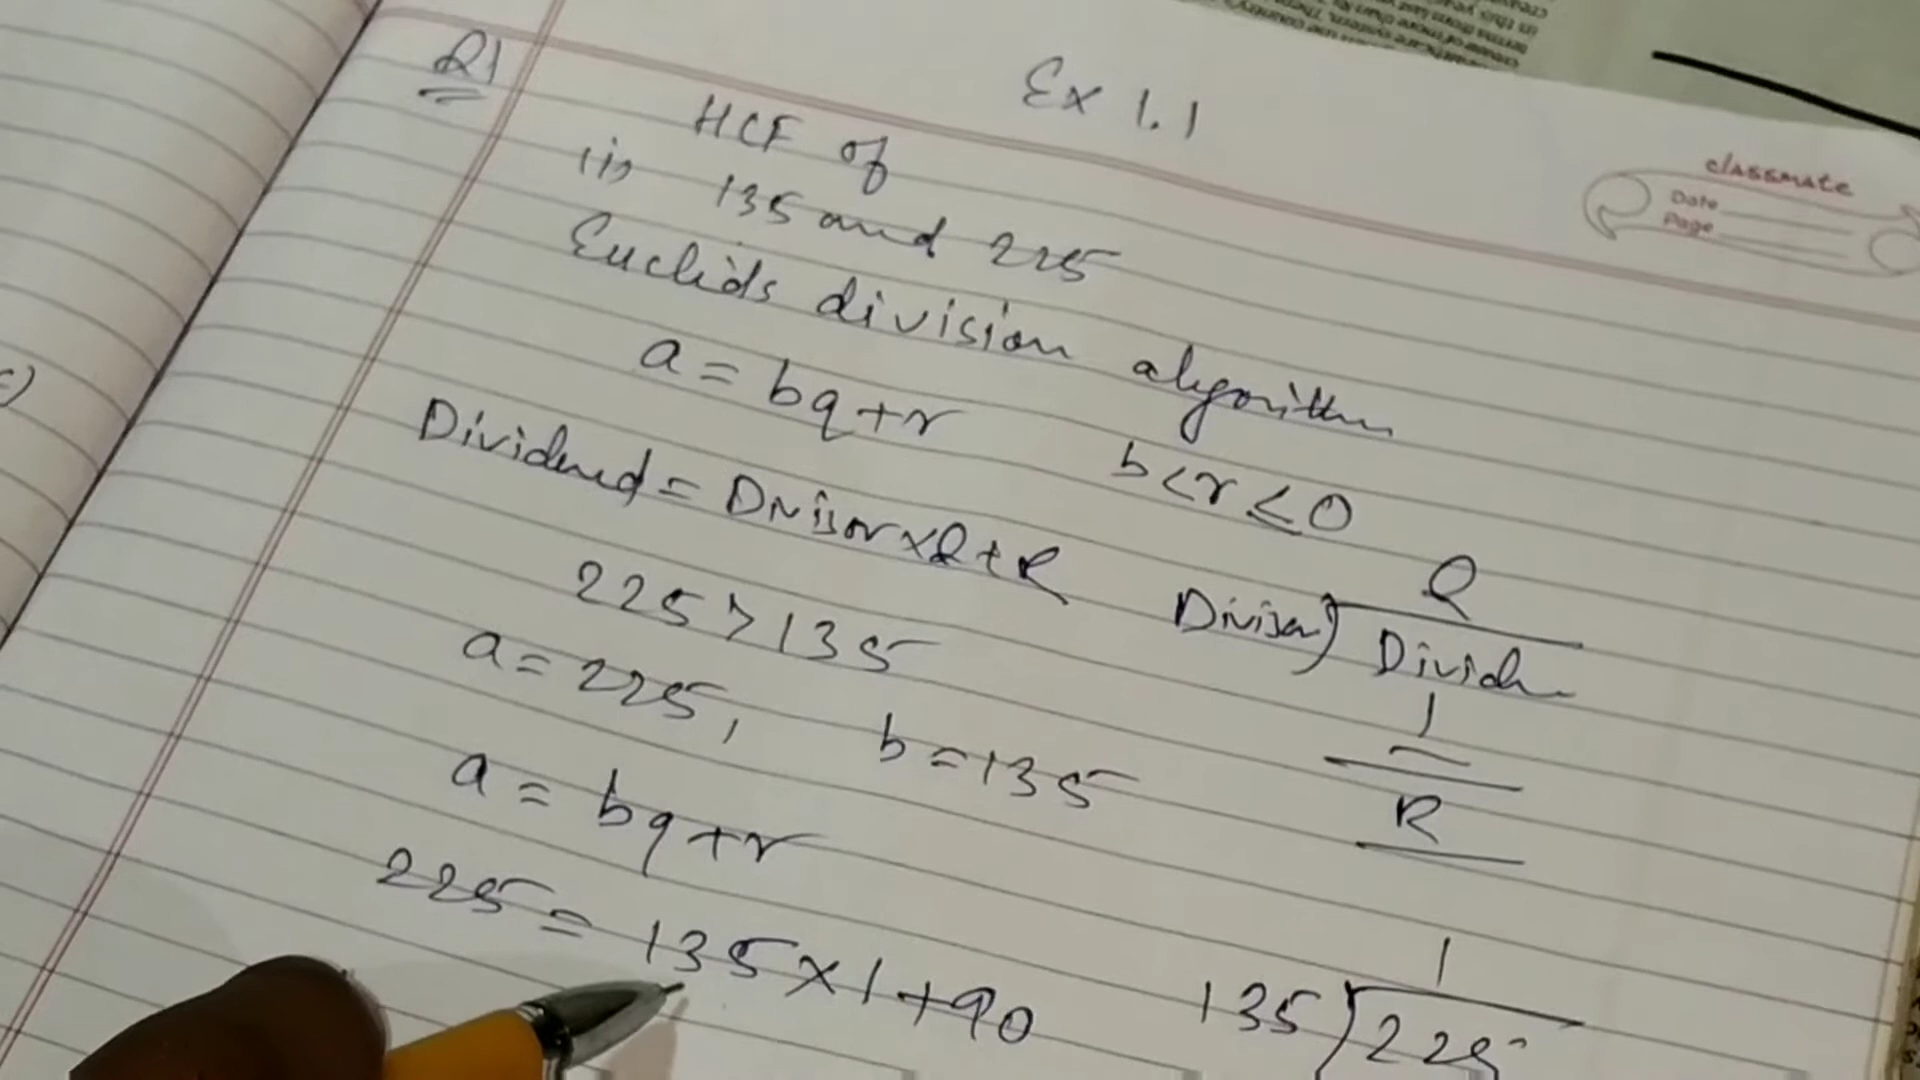 Ex 1.1
Q1
HCF of
(i) 135 and 225
classmate
Date
Page
Euclids division algorithm
a = bq+r
b<r≤0
Dividend = Divisor×Q+R
225 > 135
Q
Divisor
a = 225, b = 135
R
a = bq+r
225 = 135×1+90
1
135) 225
c)